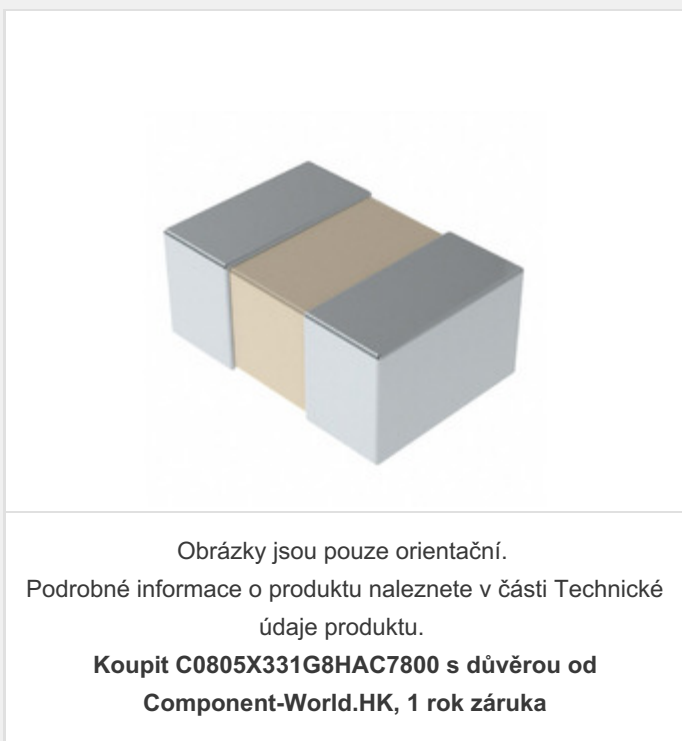 Obrázky jsou pouze orientační.
Podrobné informace o produktu naleznete v části Technické
údaje produktu.
Koupit C0805X331G8HAC7800 s důvěrou od
Component-World.HK, 1 rok záruka